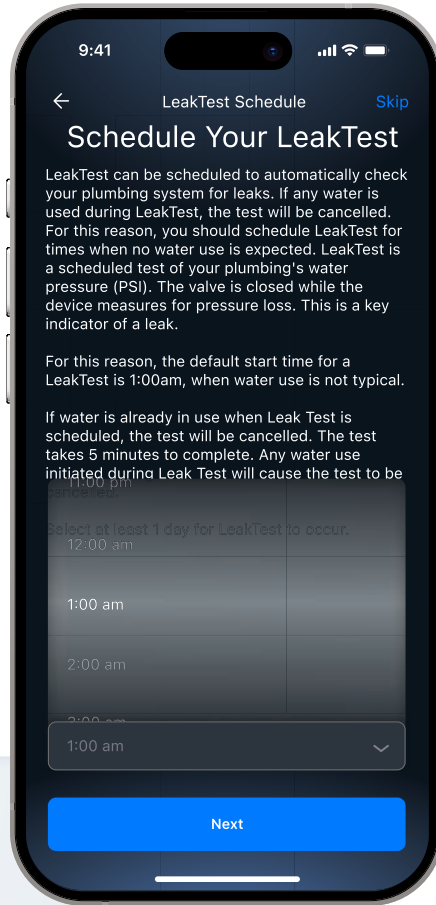 9:41
LeakTest Schedule
Skip
Schedule Your LeakTest
LeakTest can be scheduled to automatically check
your plumbing system for leaks. If any water is
used during LeakTest, the test will be cancelled.
For this reason, you should schedule LeakTest for
times when no water use is expected. LeakTest is
a scheduled test of your plumbing's water
pressure (PSI). The valve is closed while the
device measures for pressure loss. This is a key
indicator of a leak.
For this reason, the default start time for a
LeakTest is 1:00am, when water use is not typical.
If water is already in use when Leak Test is
scheduled, the test will be cancelled. The test
takes 5 minutes to complete. Any water use
initiated during Leak Test will cause the test to be
cancelled.
11:00 pm
Select at least 1 day for LeakTest to occur.
12:00 am
1:00 am
2:00 am
3:00 am
1:00 am
Next